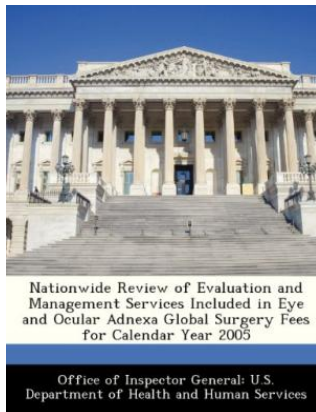 Nationwide Review of Evaluation and
Management Services Included in Eye
and Ocular Adnexa Global Surgery Fees
for Calendar Year 2005
Office of Inspector General: U.S.
Department of Health and Human Services